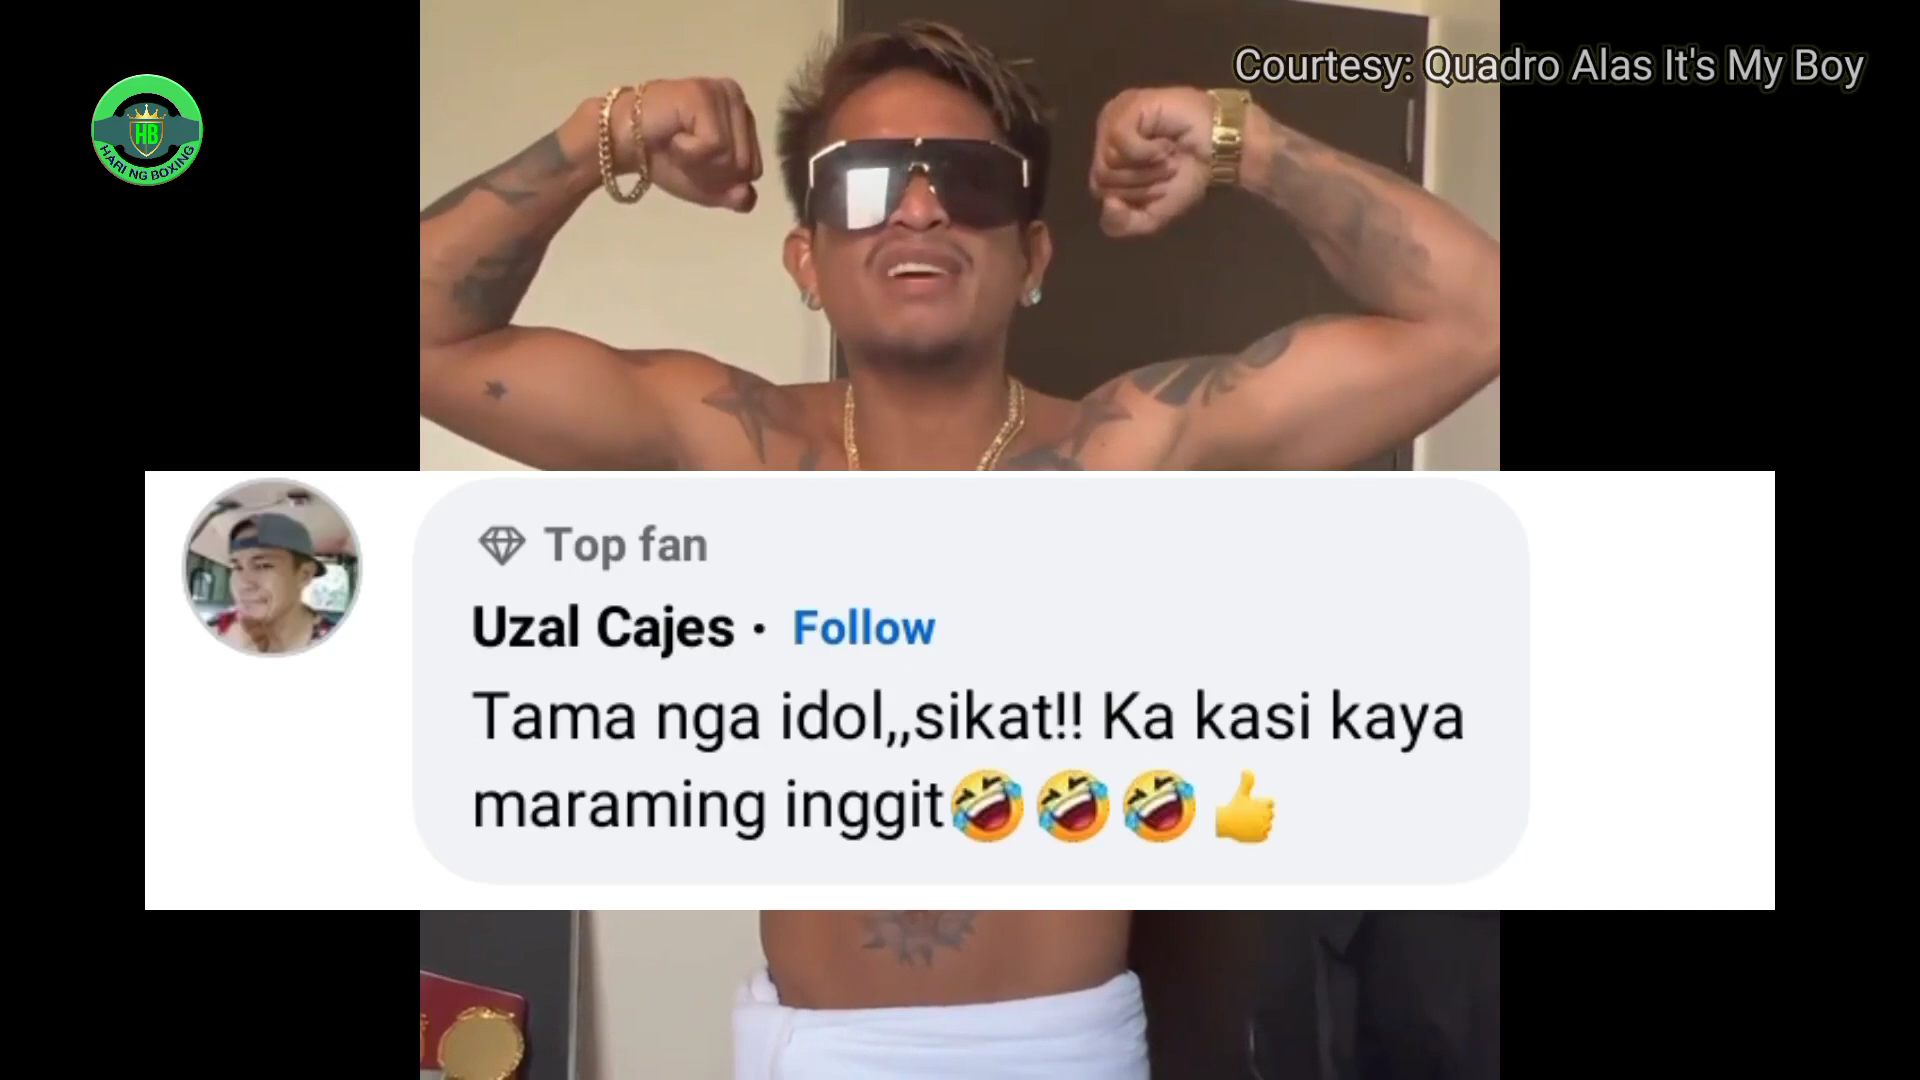 Courtesy: Quadro Alas It's My Boy
HB
HARI NG BOXING
Top fan
Uzal Cajes · Follow
Tama nga idol,,sikat!! Ka kasi kaya
maraming inggit🤣🤣🤣👍